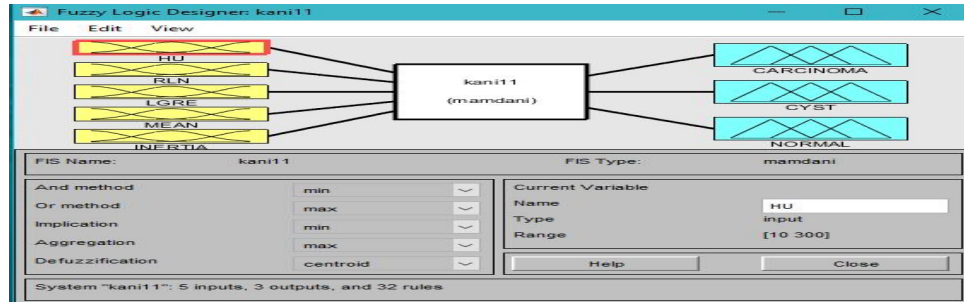 Fuzzy Logic Designer: kani11
File Edit View
HU
RLN
LGRE
MEAN
INERTIA
kani11
(mamdani)
CARCINOMA
CYST
NORMAL
FIS Name: kani11 FIS Type: mamdani
And method min
Or method max
Implication min
Aggregation max
Defuzzification centroid
Current Variable
Name HU
Type input
Range [10 300]
Help Close
System "kani11": 5 inputs, 3 outputs, and 32 rules